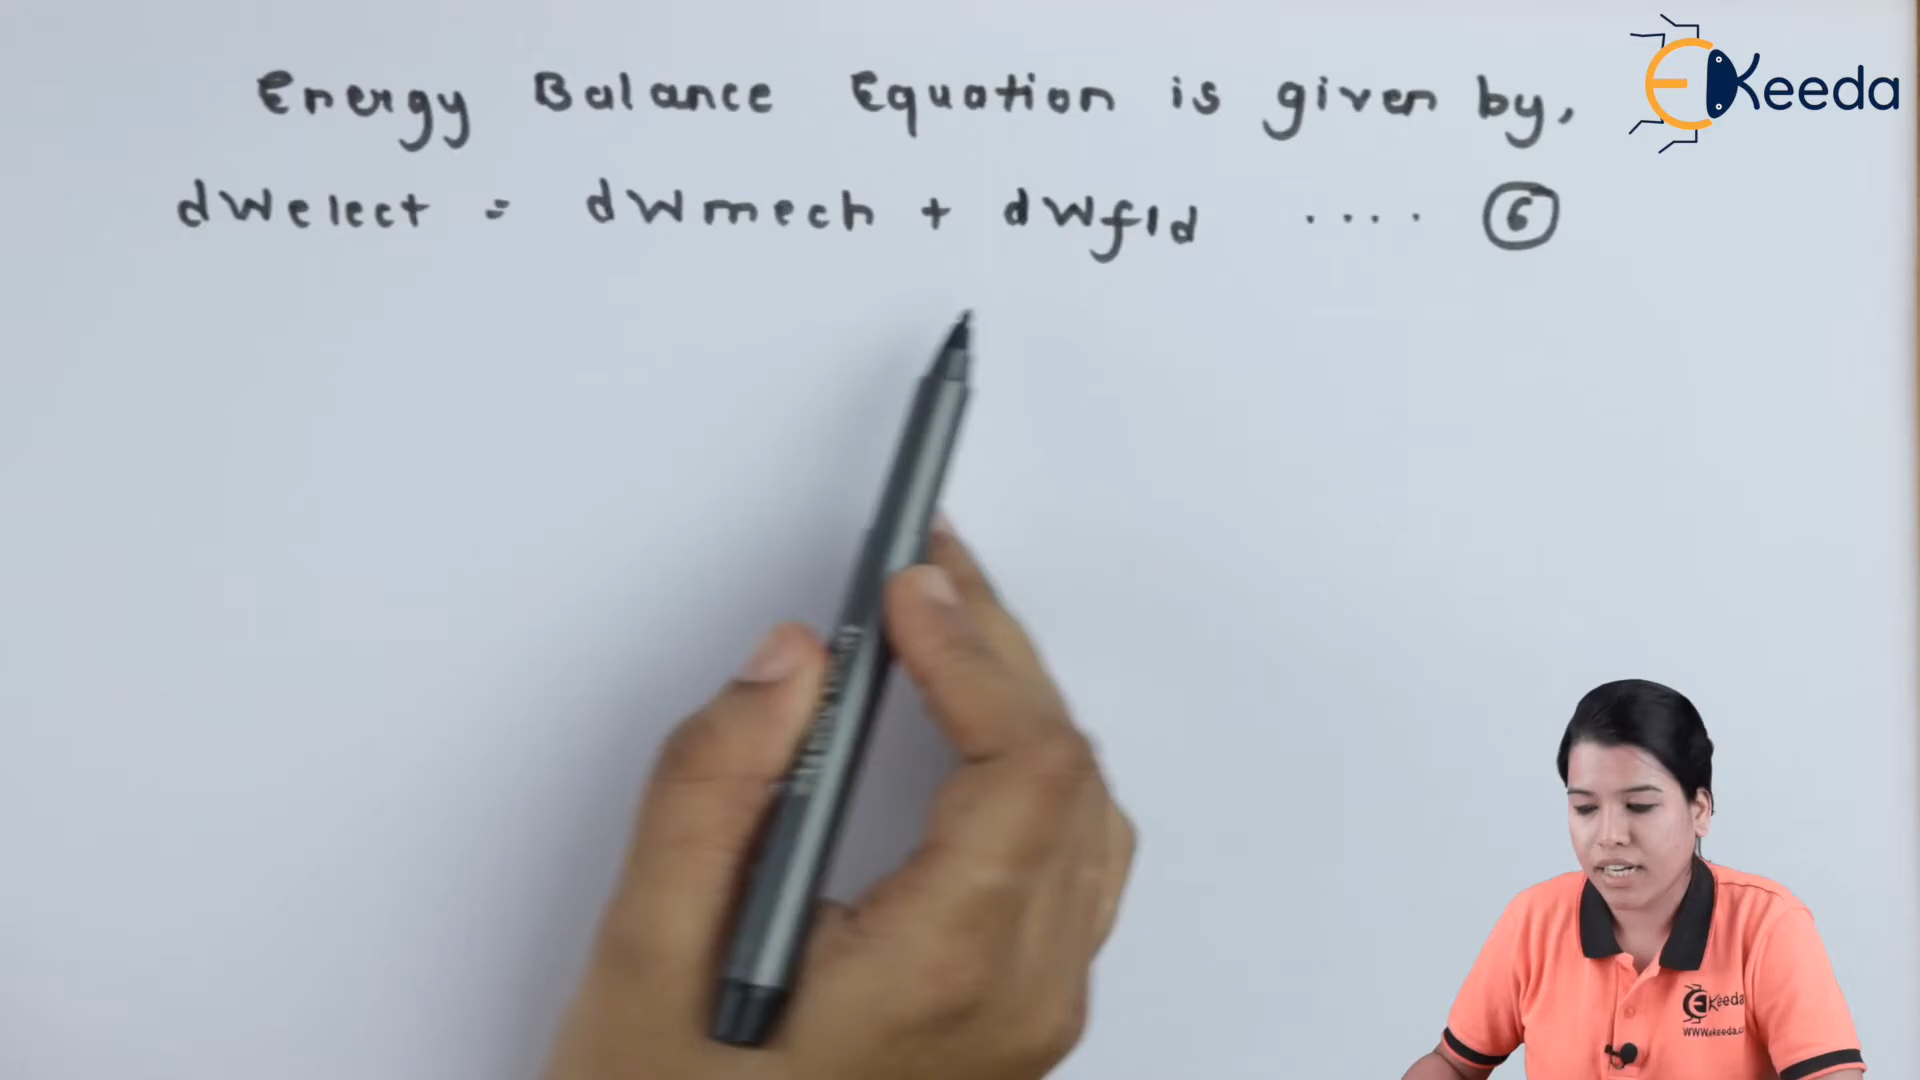 Energy Balance Equation is given by,
EKeeda
dWelect = dWmech + dWfld .... 6
EKeeda
www.ekeeda.c